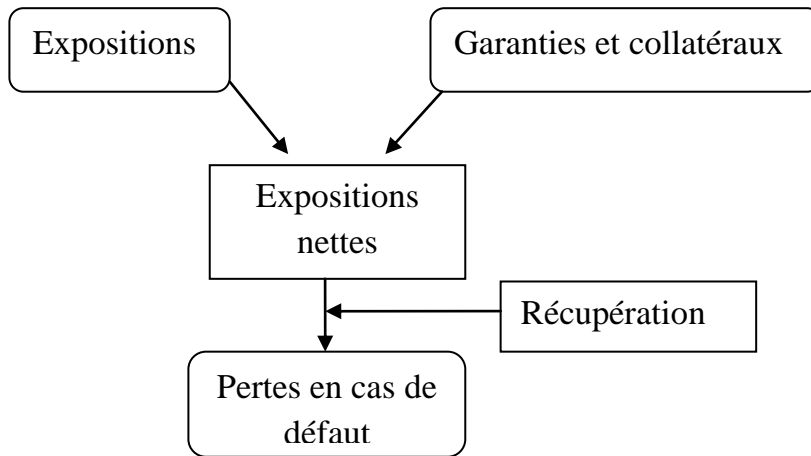 Expositions
Garanties et collatéraux
Expositions
nettes
Récupération
Pertes en cas de
défaut